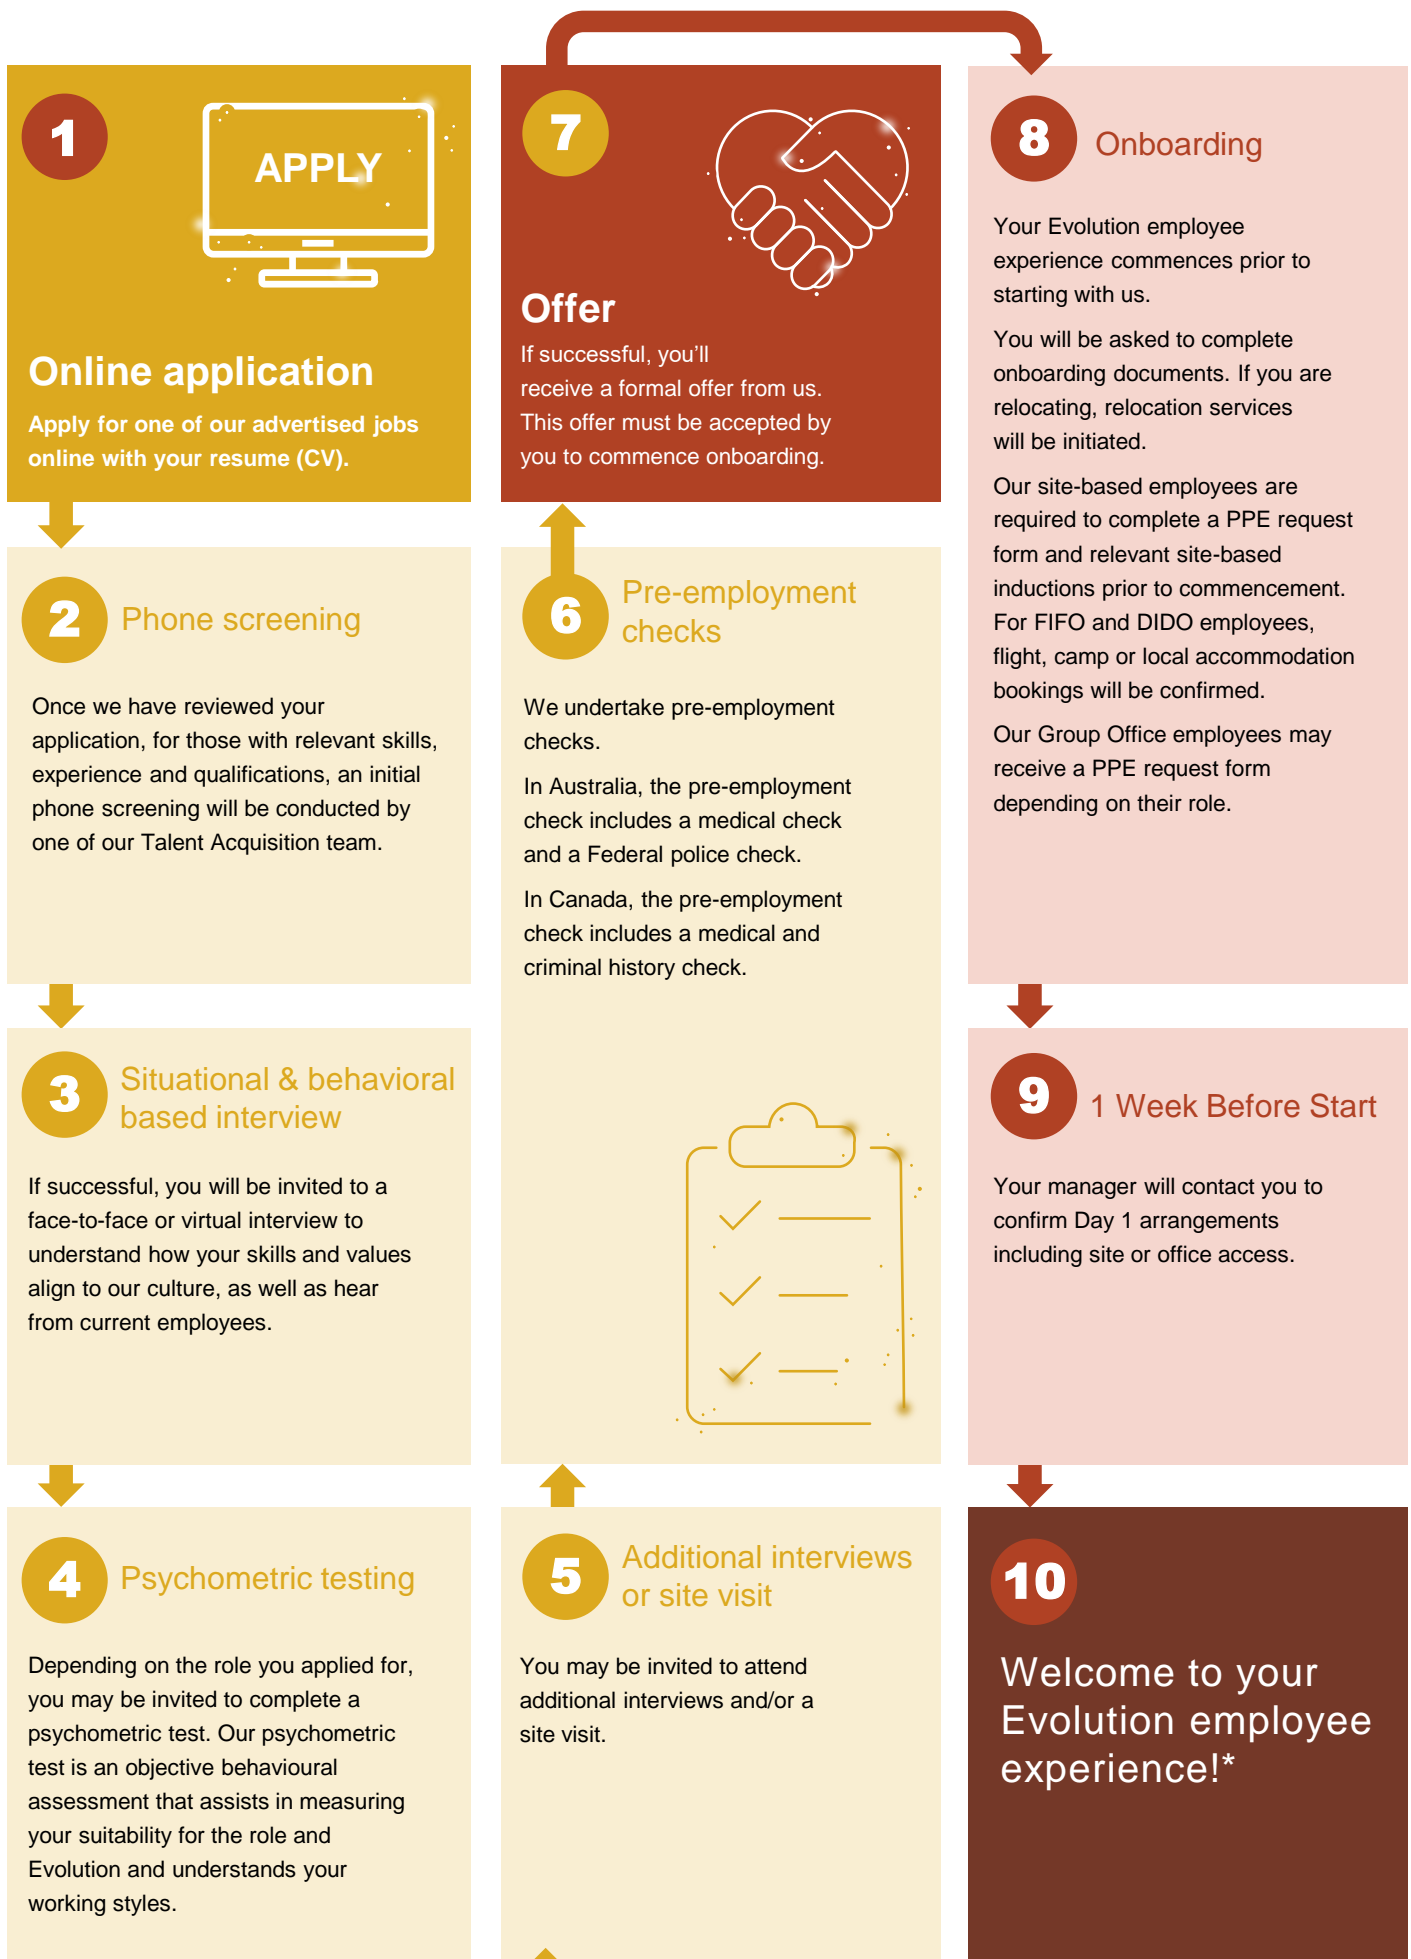 1
APPLY
Online application
Apply for one of our advertised jobs
online with your resume (CV).
2
Phone screening
Once we have reviewed your
application, for those with relevant skills,
experience and qualifications, an initial
phone screening will be conducted by
one of our Talent Acquisition team.
3
Situational & behavioral
based interview
If successful, you will be invited to a
face-to-face or virtual interview to
understand how your skills and values
align to our culture, as well as hear
from current employees.
4
Psychometric testing
Depending on the role you applied for,
you may be invited to complete a
psychometric test. Our psychometric
test is an objective behavioural
assessment that assists in measuring
your suitability for the role and
Evolution and understands your
working styles.
5
Additional interviews
or site visit
You may be invited to attend
additional interviews and/or a
site visit.
6
Pre-employment
checks
We undertake pre-employment
checks.
In Australia, the pre-employment
check includes a medical check
and a Federal police check.
In Canada, the pre-employment
check includes a medical and
criminal history check.
7
Offer
If successful, you’ll
receive a formal offer from us.
This offer must be accepted by
you to commence onboarding.
8
Onboarding
Your Evolution employee
experience commences prior to
starting with us.
You will be asked to complete
onboarding documents. If you are
relocating, relocation services
will be initiated.
Our site-based employees are
required to complete a PPE request
form and relevant site-based
inductions prior to commencement.
For FIFO and DIDO employees,
flight, camp or local accommodation
bookings will be confirmed.
Our Group Office employees may
receive a PPE request form
depending on their role.
9
1 Week Before Start
Your manager will contact you to
confirm Day 1 arrangements
including site or office access.
10
Welcome to your
Evolution employee
experience!*